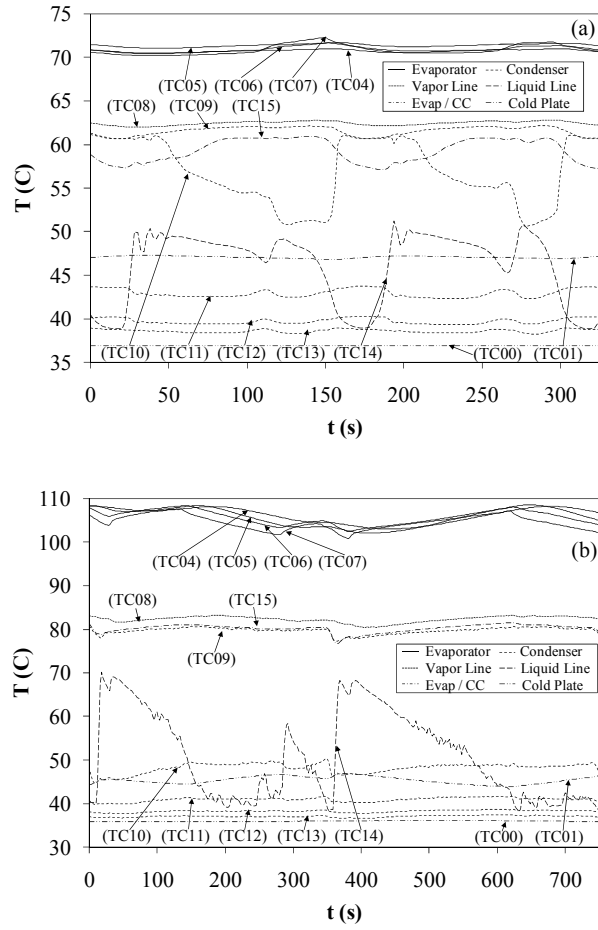 (a)
75
70
65
60
55
50
45
40
35
T (C)
(TC05)
(TC06)
(TC07)
(TC04)
(TC08)
(TC09)
(TC15)
Evaporator
Condenser
Vapor Line
Liquid Line
Evap / CC
Cold Plate
(TC10)
(TC11)
(TC12)
(TC13)
(TC14)
(TC00)
(TC01)
0 50 100 150 200 250 300
t (s)
(b)
110
100
90
80
70
60
50
40
30
T (C)
(TC04)
(TC05)
(TC06)
(TC07)
(TC08)
(TC15)
(TC09)
Evaporator
Condenser
Vapor Line
Liquid Line
Evap / CC
Cold Plate
(TC10)
(TC11)
(TC12)
(TC13)
(TC14)
(TC00)
(TC01)
0 100 200 300 400 500 600 700
t (s)